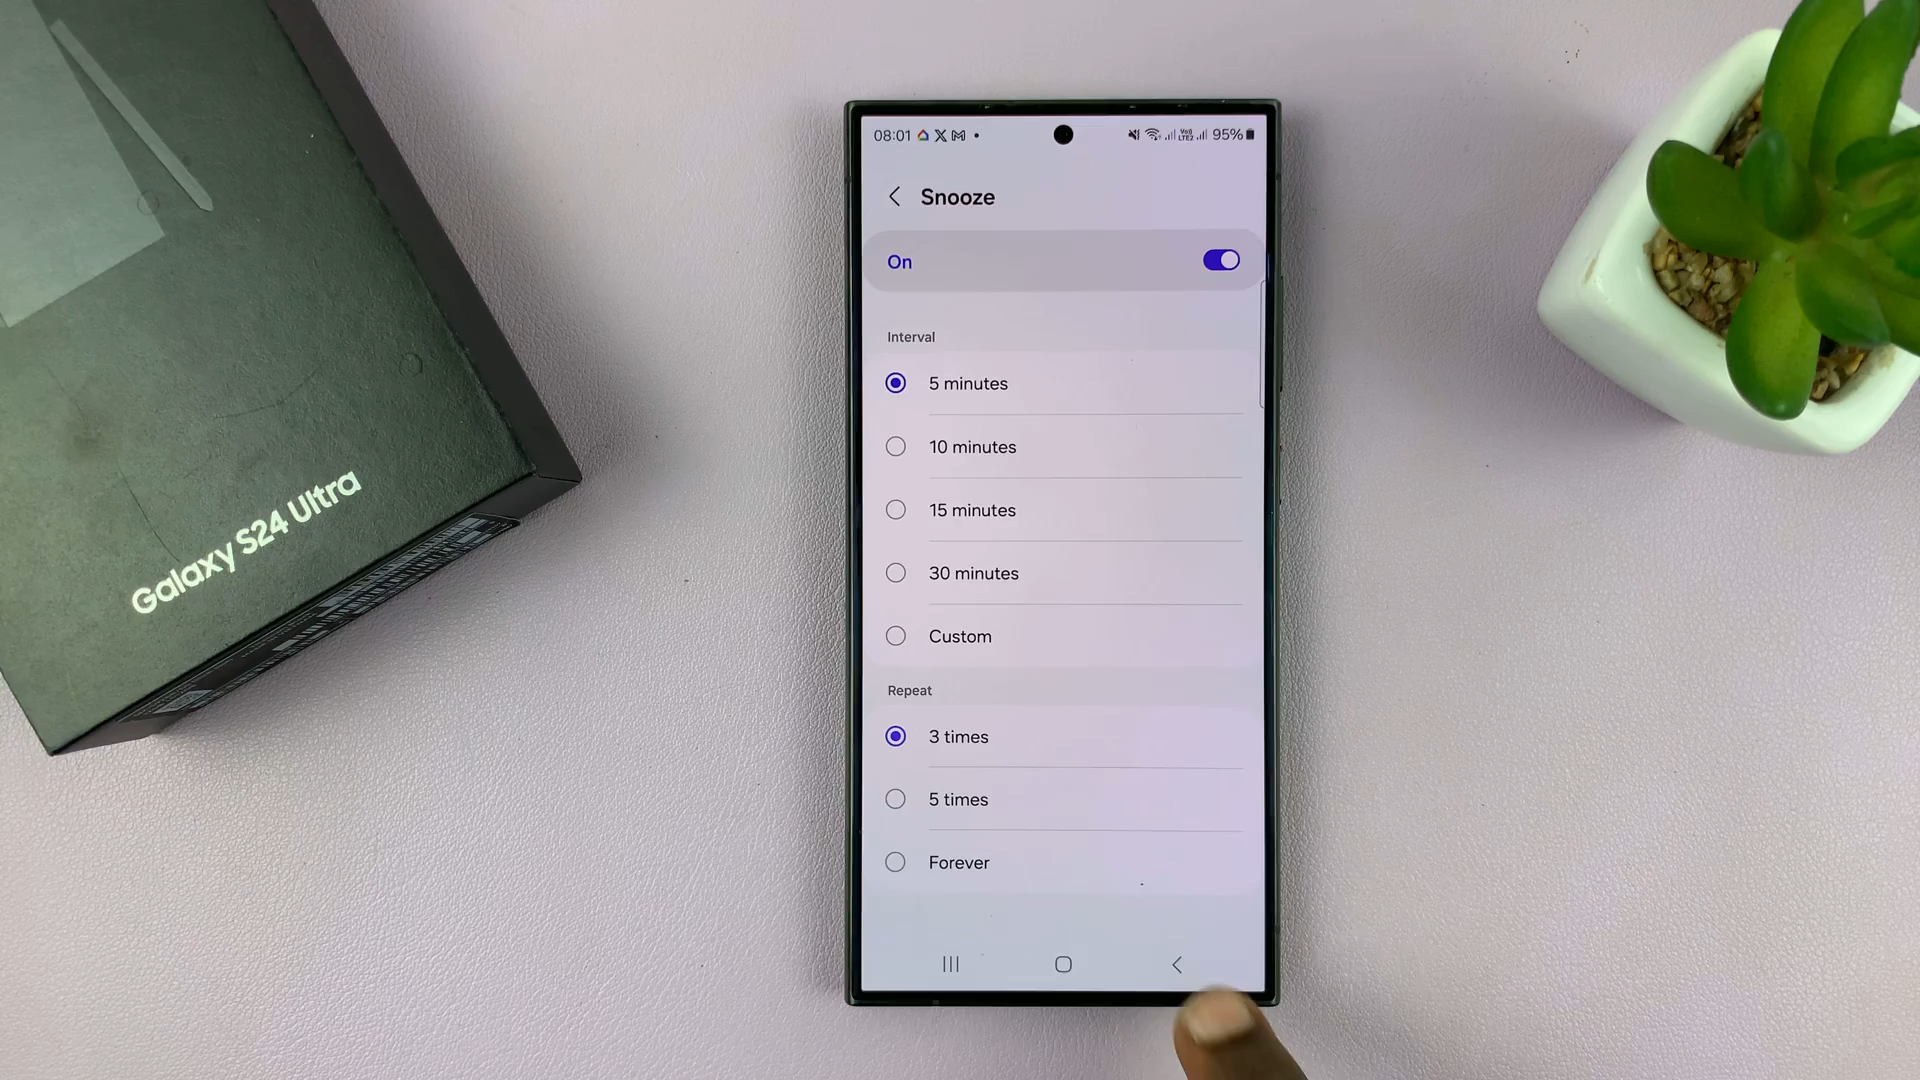 08:01
95%
Snooze
On
Interval
5 minutes
10 minutes
15 minutes
30 minutes
Custom
Repeat
3 times
5 times
Forever
Galaxy S24 Ultra